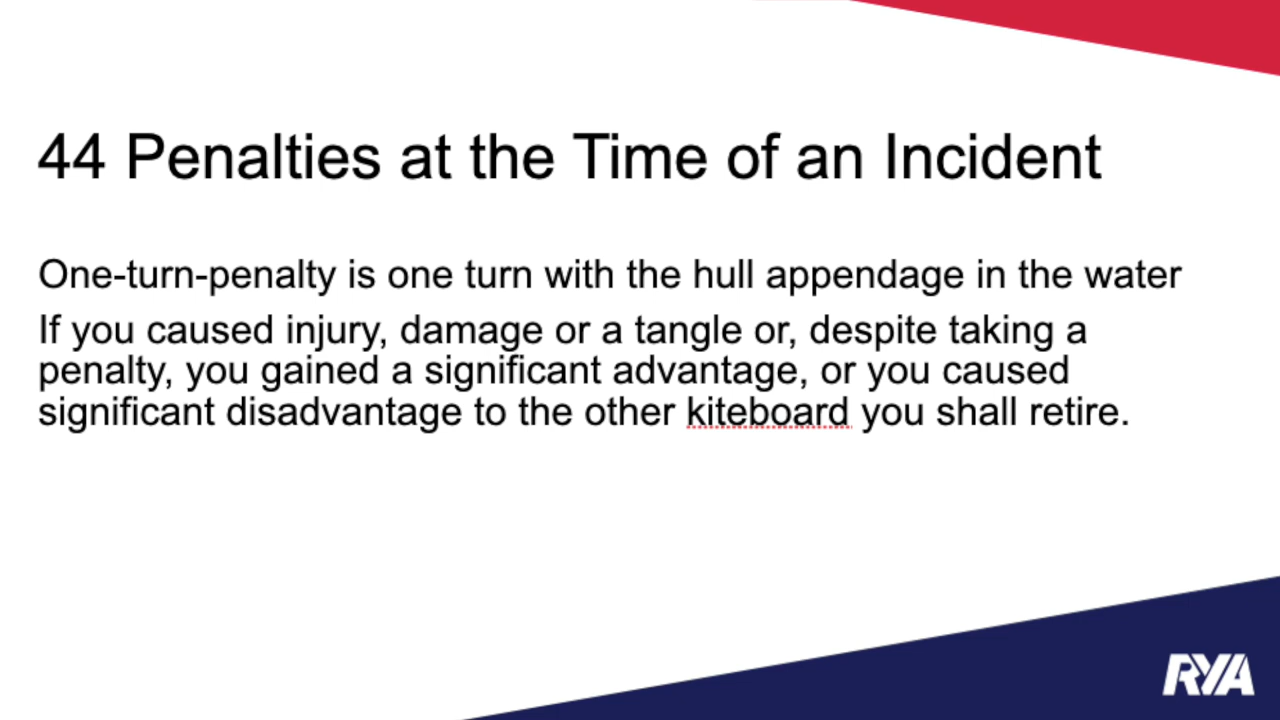 44 Penalties at the Time of an Incident
One-turn-penalty is one turn with the hull appendage in the water
If you caused injury, damage or a tangle or, despite taking a
penalty, you gained a significant advantage, or you caused
significant disadvantage to the other kiteboard you shall retire.
RYA